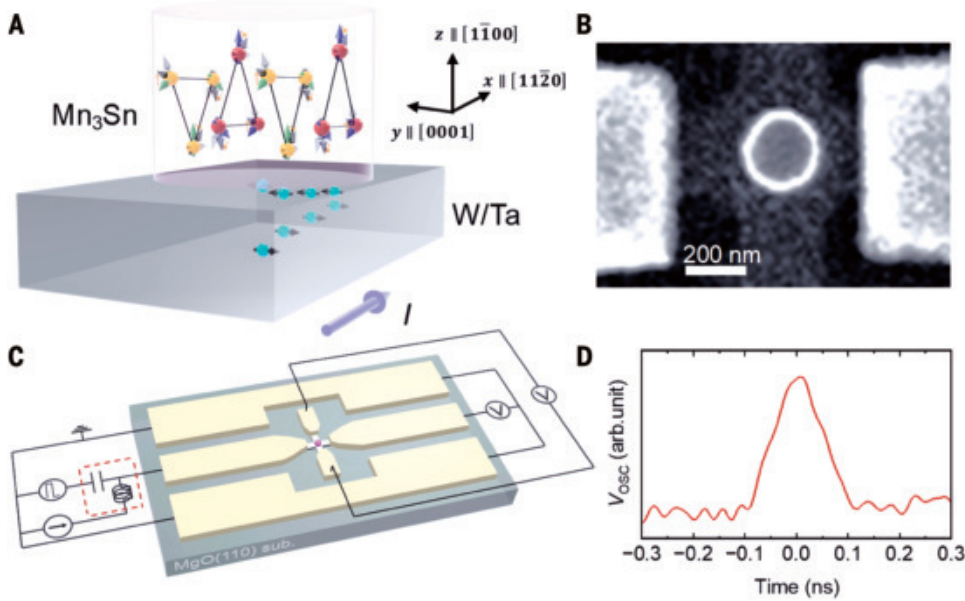 A
Mn₃Sn
z ∥ [11̅00]
x ∥ [112̅0]
y ∥ [0001]
W/Ta
I
B
200 nm
C
V
V
MgO(110) sub.
D
V_OSC (arb.unit)
−0.3 −0.2 −0.1 0.0 0.1 0.2 0.3
Time (ns)